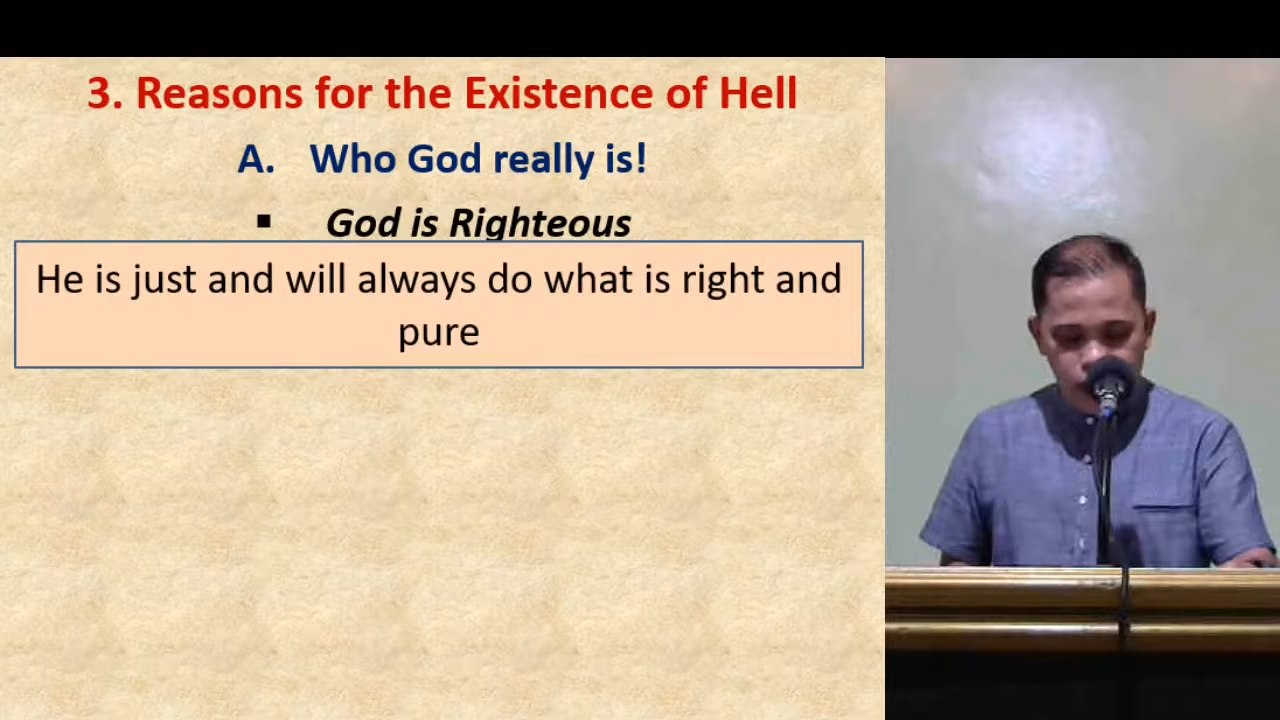 3. Reasons for the Existence of Hell
A. Who God really is!
▪ God is Righteous
He is just and will always do what is right and
pure